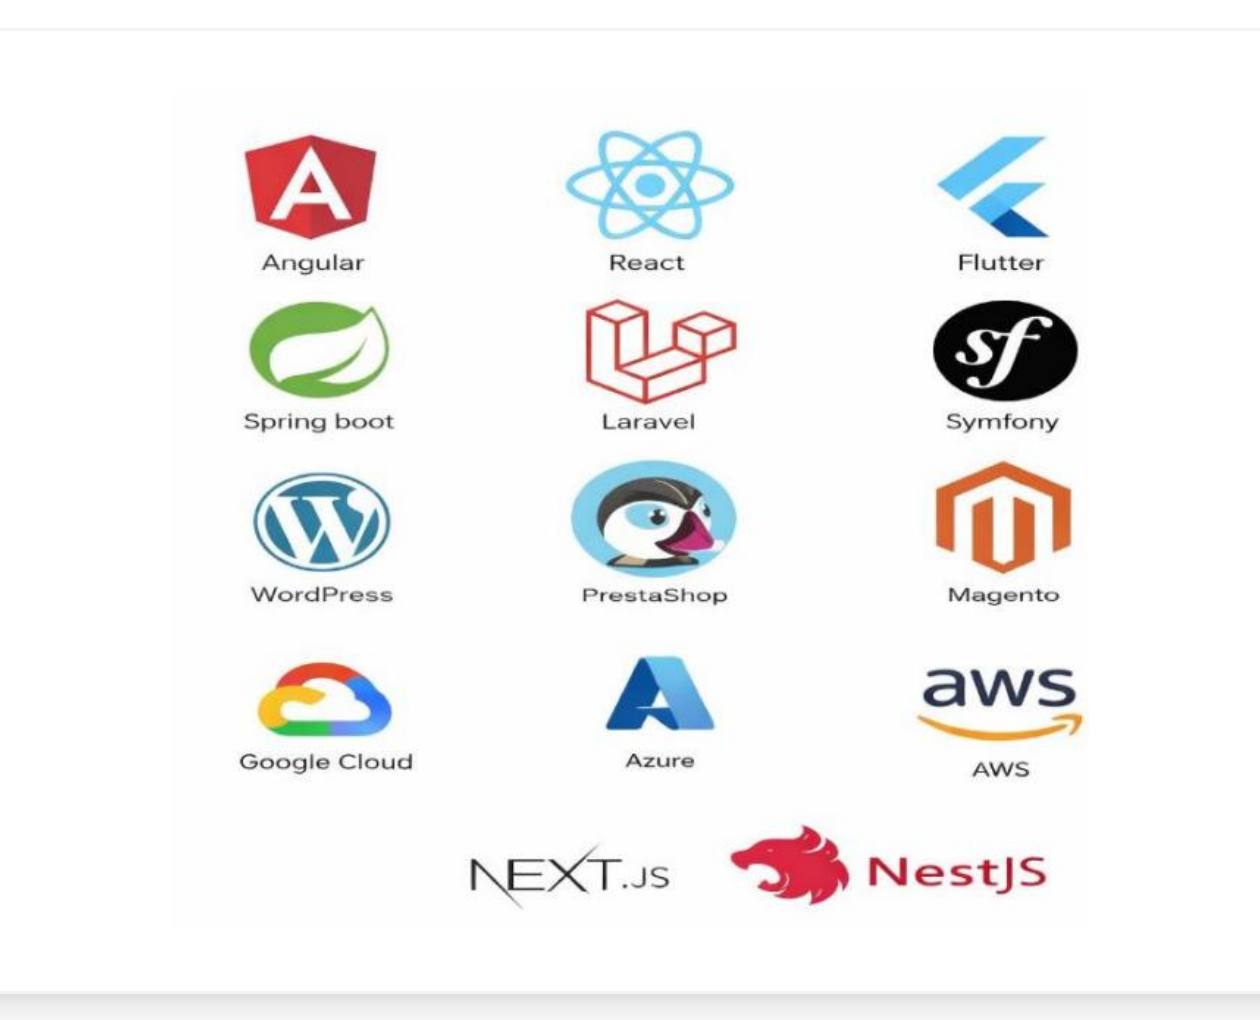 Angular React Flutter
Spring boot Laravel Symfony
WordPress PrestaShop Magento
aws
Google Cloud Azure AWS
NEXT.JS NestJS